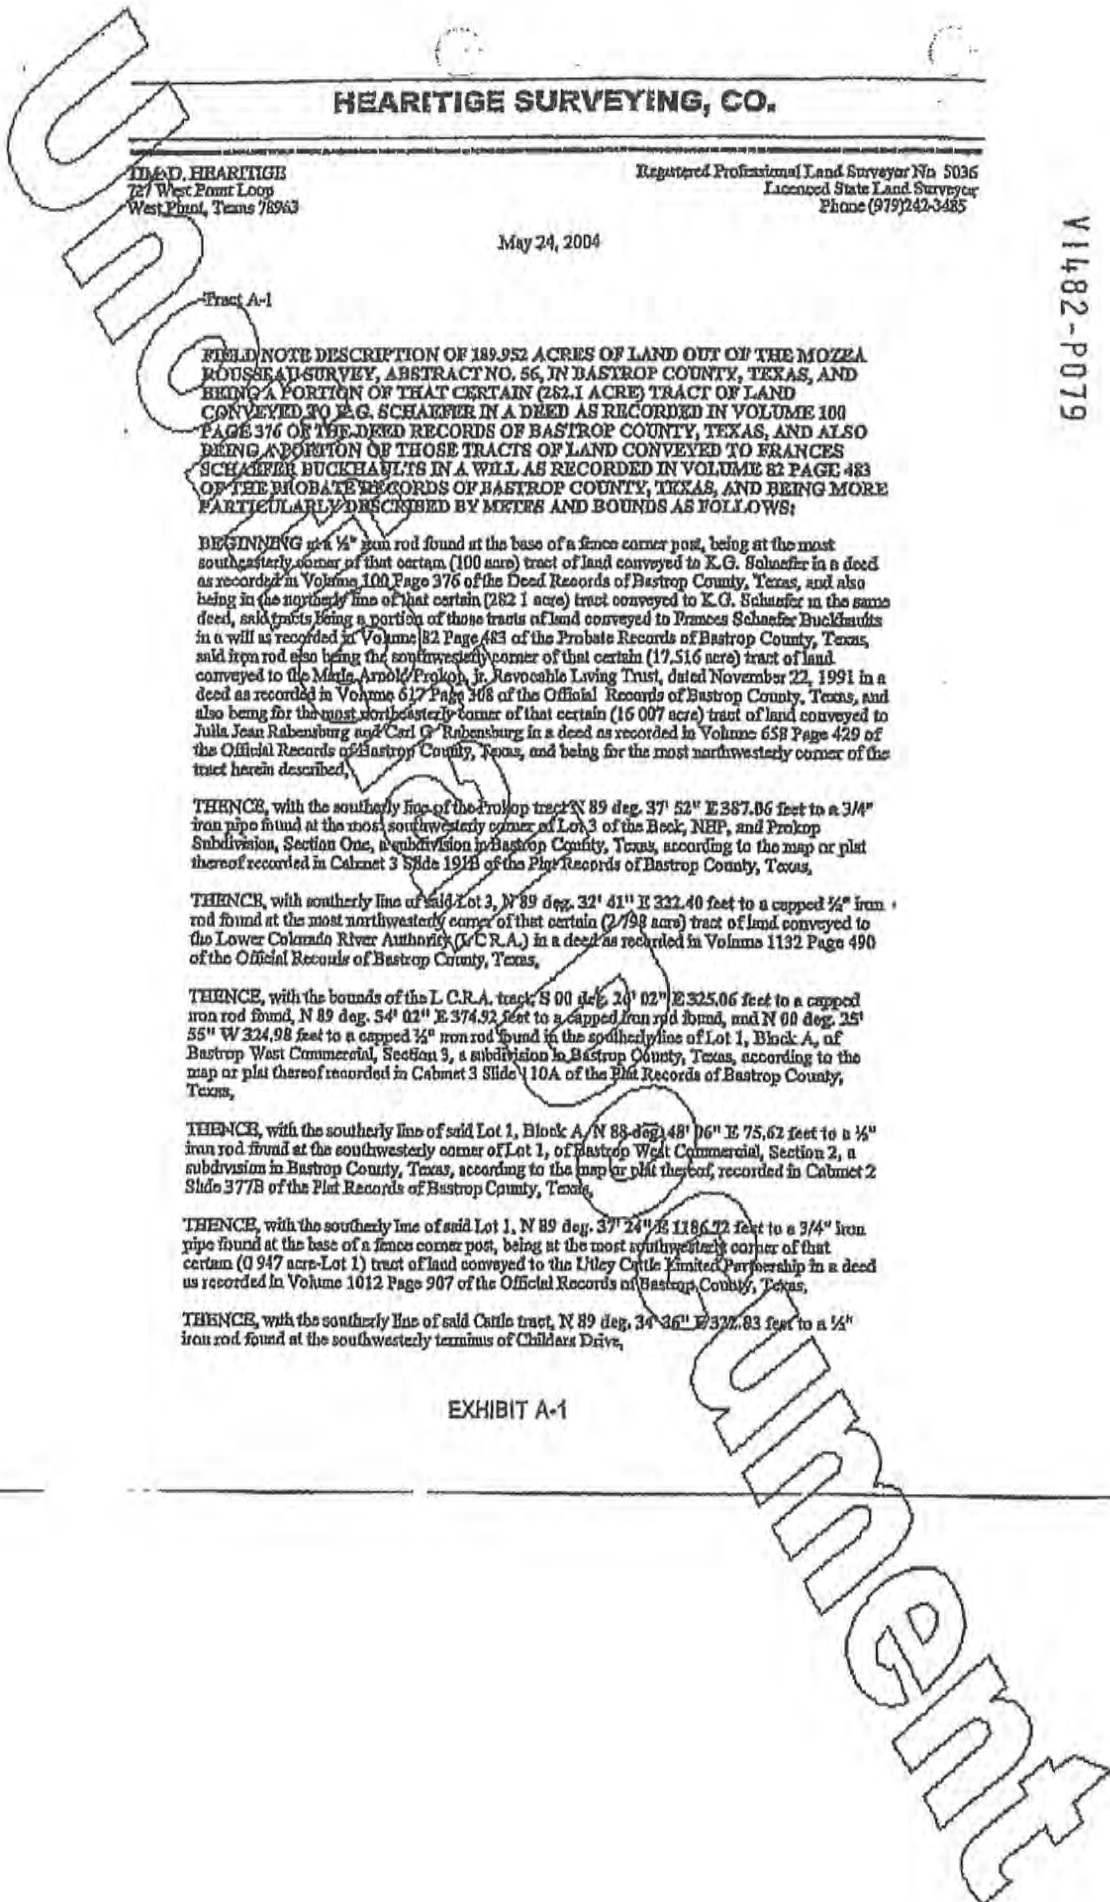 HEARITIGE SURVEYING, CO.
TIM D. HEARITIGE
727 West Point Loop
West Point, Texas 78963
Registered Professional Land Surveyor No 5036
Licenced State Land Surveyor
Phone (979)242-3485
V1482-P079
May 24, 2004
Tract A-1
FIELD NOTE DESCRIPTION OF 189.952 ACRES OF LAND OUT OF THE MOZEA
ROUSSEAU SURVEY, ABSTRACT NO. 56, IN BASTROP COUNTY, TEXAS, AND
BEING A PORTION OF THAT CERTAIN (282.1 ACRE) TRACT OF LAND
CONVEYED TO K.G. SCHAEFER IN A DEED AS RECORDED IN VOLUME 100
PAGE 376 OF THE DEED RECORDS OF BASTROP COUNTY, TEXAS, AND ALSO
BEING A PORTION OF THOSE TRACTS OF LAND CONVEYED TO FRANCES
SCHAEFER BUCKHAULTS IN A WILL AS RECORDED IN VOLUME 82 PAGE 483
OF THE PROBATE RECORDS OF BASTROP COUNTY, TEXAS, AND BEING MORE
PARTICULARLY DESCRIBED BY METES AND BOUNDS AS FOLLOWS:
BEGINNING at a ½" iron rod found at the base of a fence corner post, being at the most
southeasterly corner of that certain (100 acre) tract of land conveyed to K.G. Schaefer in a deed
as recorded in Volume 100 Page 376 of the Deed Records of Bastrop County, Texas, and also
being in the northerly line of that certain (282 1 acre) tract conveyed to K.G. Schaefer in the same
deed, said tracts being a portion of those tracts of land conveyed to Frances Schaefer Buckhaults
in a will as recorded in Volume 82 Page 483 of the Probate Records of Bastrop County, Texas,
said iron rod also being the southwesterly corner of that certain (17.516 acre) tract of land
conveyed to the Merle Arnold Prokop, jr. Revocable Living Trust, dated November 22, 1991 in a
deed as recorded in Volume 617 Page 308 of the Official Records of Bastrop County, Texas, and
also being for the most northeasterly corner of that certain (16 007 acre) tract of land conveyed to
Julia Jean Rabensburg and Carl G. Rabensburg in a deed as recorded in Volume 658 Page 429 of
the Official Records of Bastrop County, Texas, and being for the most northwesterly corner of the
tract herein described,
THENCE, with the southerly line of the Prokop tract N 89 deg. 37' 52" E 387.06 feet to a 3/4"
iron pipe found at the most southwesterly corner of Lot 3 of the Beck, NHP, and Prokop
Subdivision, Section One, a subdivision in Bastrop County, Texas, according to the map or plat
thereof recorded in Cabinet 3 Slide 191B of the Plat Records of Bastrop County, Texas,
THENCE, with southerly line of said Lot 3, N 89 deg. 32' 41" E 332.40 feet to a capped ½" iron
rod found at the most northwesterly corner of that certain (2.798 acre) tract of land conveyed to
the Lower Colorado River Authority (L C R.A.) in a deed as recorded in Volume 1132 Page 490
of the Official Records of Bastrop County, Texas,
THENCE, with the bounds of the L C.R.A. track, S 00 deg. 26' 02" E 325.06 feet to a capped
iron rod found, N 89 deg. 54' 02" E 374.92 feet to a capped iron rod found, and N 00 deg. 25'
55" W 324.98 feet to a capped ½" iron rod found in the southerly line of Lot 1, Block A, of
Bastrop West Commercial, Section 3, a subdivision in Bastrop County, Texas, according to the
map or plat thereof recorded in Cabinet 3 Slide 110A of the Plat Records of Bastrop County,
Texas,
THENCE, with the southerly line of said Lot 1, Block A, N 88 deg. 48' 06" E 75.62 feet to a ½"
iron rod found at the southwesterly corner of Lot 1, of Bastrop West Commercial, Section 2, a
subdivision in Bastrop County, Texas, according to the map or plat thereof, recorded in Cabinet 2
Slide 377B of the Plat Records of Bastrop County, Texas,
THENCE, with the southerly line of said Lot 1, N 89 deg. 37' 24" E 1186.72 feet to a 3/4" iron
pipe found at the base of a fence corner post, being at the most southwesterly corner of that
certain (0 947 acre-Lot 1) tract of land conveyed to the Utley Cattle Limited Partnership in a deed
as recorded in Volume 1012 Page 907 of the Official Records of Bastrop County, Texas,
THENCE, with the southerly line of said Cattle tract, N 89 deg. 34' 36" E 322.83 feet to a ½"
iron rod found at the southwesterly terminus of Childers Drive,
EXHIBIT A-1
Unofficial Document